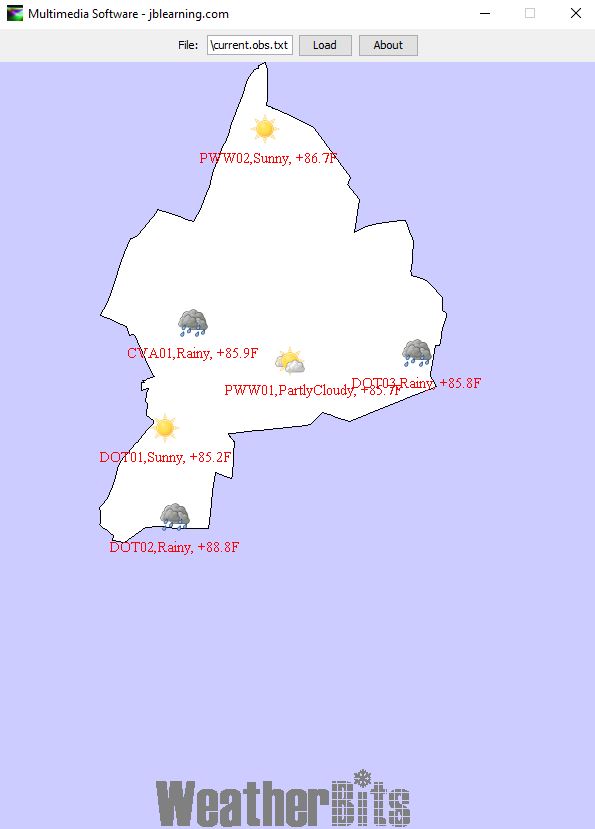 Multimedia Software - jblearning.com
File: \current.obs.txt Load About
PWW02,Sunny, +86.7F
CVA01,Rainy, +85.9F
DOT03,Rainy, +85.8F
PWW01,PartlyCloudy, +85.7F
DOT01,Sunny, +85.2F
DOT02,Rainy, +88.8F
WeatherBits